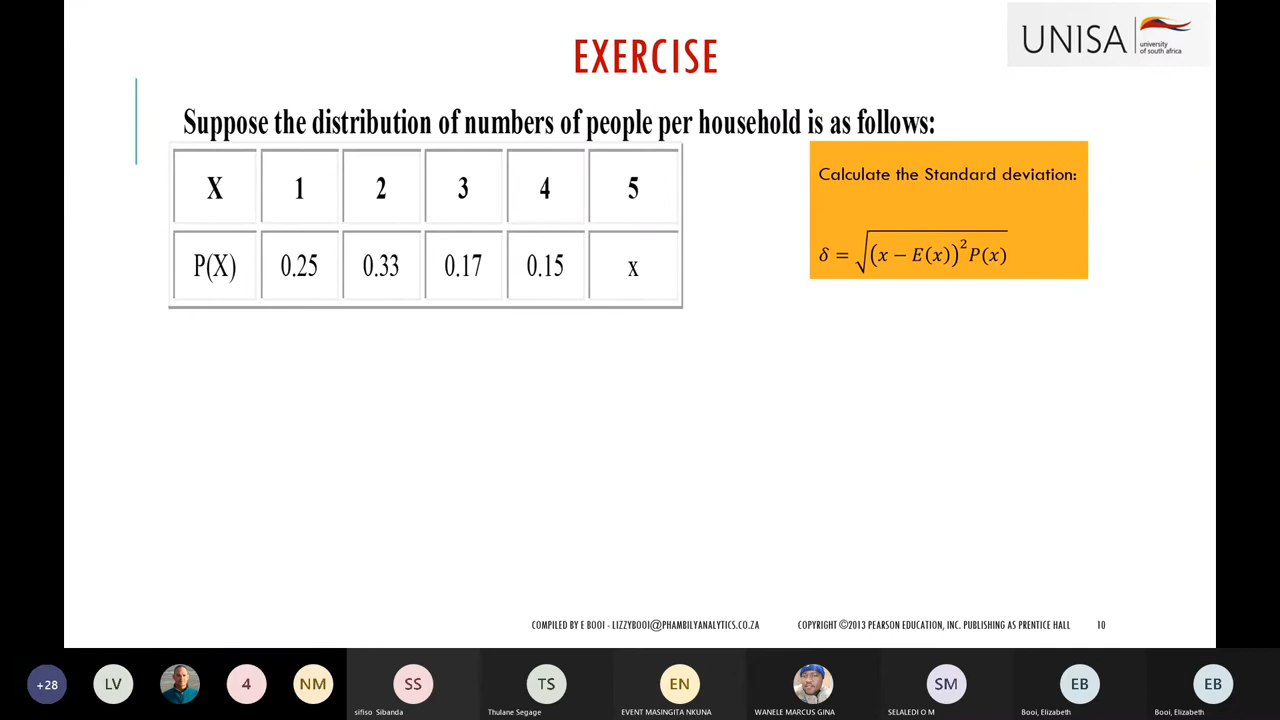 EXERCISE
UNISA
university
of south africa
Suppose the distribution of numbers of people per household is as follows:
X 1 2 3 4 5
P(X) 0.25 0.33 0.17 0.15 x
Calculate the Standard deviation:
δ = √(x − E(x))²P(x)
COMPILED BY E BOOI - LIZZYBOOI@PHAMBILYANALYTICS.CO.ZA COPYRIGHT ©2013 PEARSON EDUCATION, INC. PUBLISHING AS PRENTICE HALL 10
+28 LV 4 NM SS TS EN SM EB EB
sifiso Sibanda Thulane Segage EVENT MASINGITA NKUNA WANELE MARCUS GINA SELALEDI O M Booi, Elizabeth Booi, Elizabeth